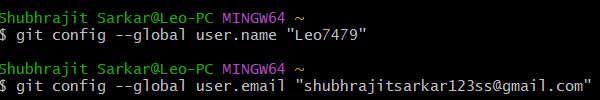 Shubhrajit Sarkar@Leo-PC MINGW64 ~
$ git config --global user.name "Leo7479"
Shubhrajit Sarkar@Leo-PC MINGW64 ~
$ git config --global user.email "shubhrajitsarkar123ss@gmail.com"